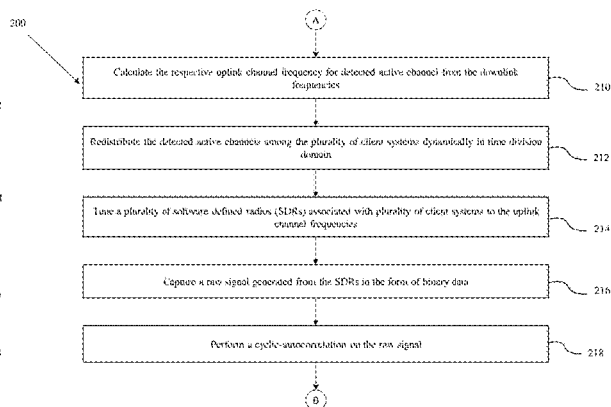 200
A
Calculate the respective uplink channel frequency for detected active channel from the downlink
frequencies
210
Redistribute the detected active channels among the plurality of client systems dynamically in time division
domain
212
Tune a plurality of software defined radios (SDRs) associated with plurality of client systems to the uplink
channel frequencies
214
Capture a raw signal generated from the SDRs in the form of binary data
216
Perform a cyclic-autocorrelation on the raw signal
218
B